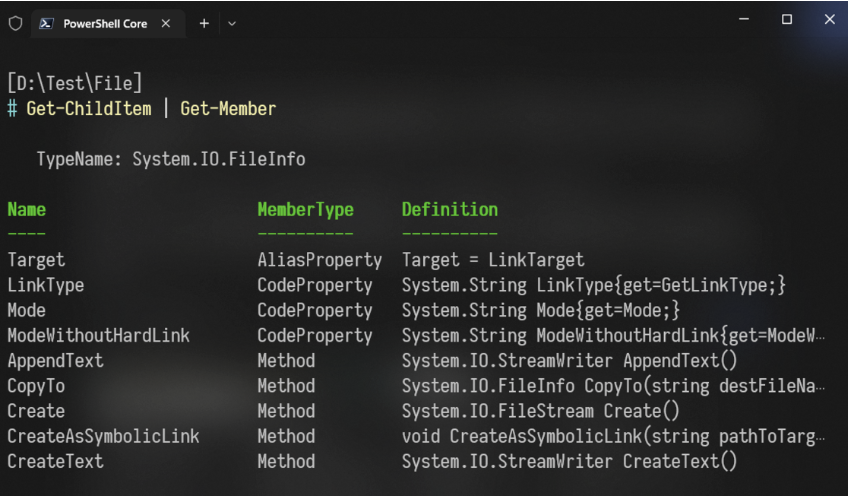 PowerShell Core
[D:\Test\File]
# Get-ChildItem | Get-Member
TypeName: System.IO.FileInfo
Name MemberType Definition
---- ---------- ----------
Target AliasProperty Target = LinkTarget
LinkType CodeProperty System.String LinkType{get=GetLinkType;}
Mode CodeProperty System.String Mode{get=Mode;}
ModeWithoutHardLink CodeProperty System.String ModeWithoutHardLink{get=ModeW…
AppendText Method System.IO.StreamWriter AppendText()
CopyTo Method System.IO.FileInfo CopyTo(string destFileNa…
Create Method System.IO.FileStream Create()
CreateAsSymbolicLink Method void CreateAsSymbolicLink(string pathToTarg…
CreateText Method System.IO.StreamWriter CreateText()